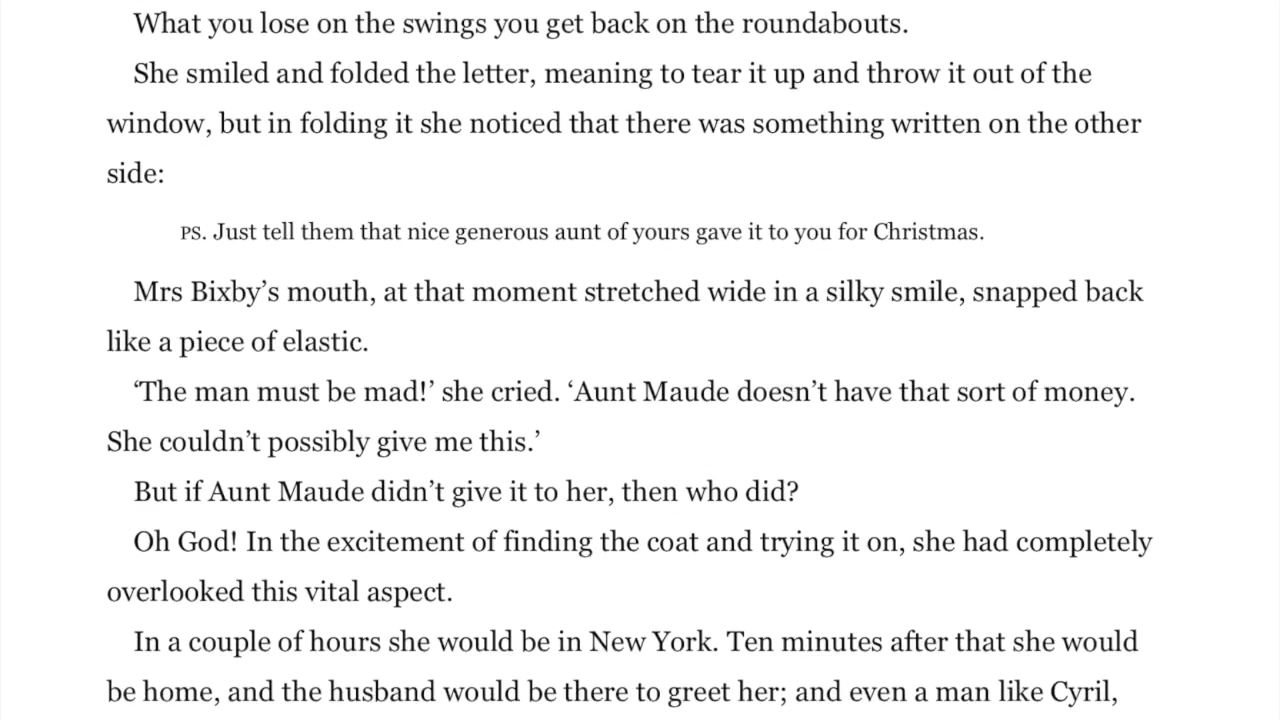 What you lose on the swings you get back on the roundabouts.
She smiled and folded the letter, meaning to tear it up and throw it out of the
window, but in folding it she noticed that there was something written on the other
side:
PS. Just tell them that nice generous aunt of yours gave it to you for Christmas.
Mrs Bixby’s mouth, at that moment stretched wide in a silky smile, snapped back
like a piece of elastic.
‘The man must be mad!’ she cried. ‘Aunt Maude doesn’t have that sort of money.
She couldn’t possibly give me this.’
But if Aunt Maude didn’t give it to her, then who did?
Oh God! In the excitement of finding the coat and trying it on, she had completely
overlooked this vital aspect.
In a couple of hours she would be in New York. Ten minutes after that she would
be home, and the husband would be there to greet her; and even a man like Cyril,